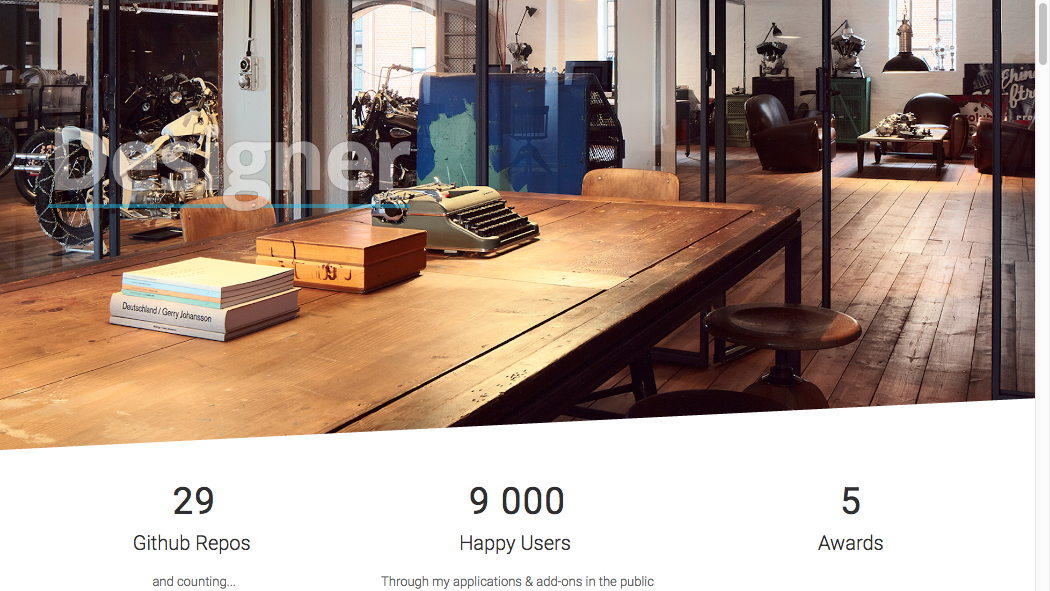 Designer
Deutschland / Gerry Johansson
29
9 000
5
Github Repos
Happy Users
Awards
and counting...
Through my applications & add-ons in the public